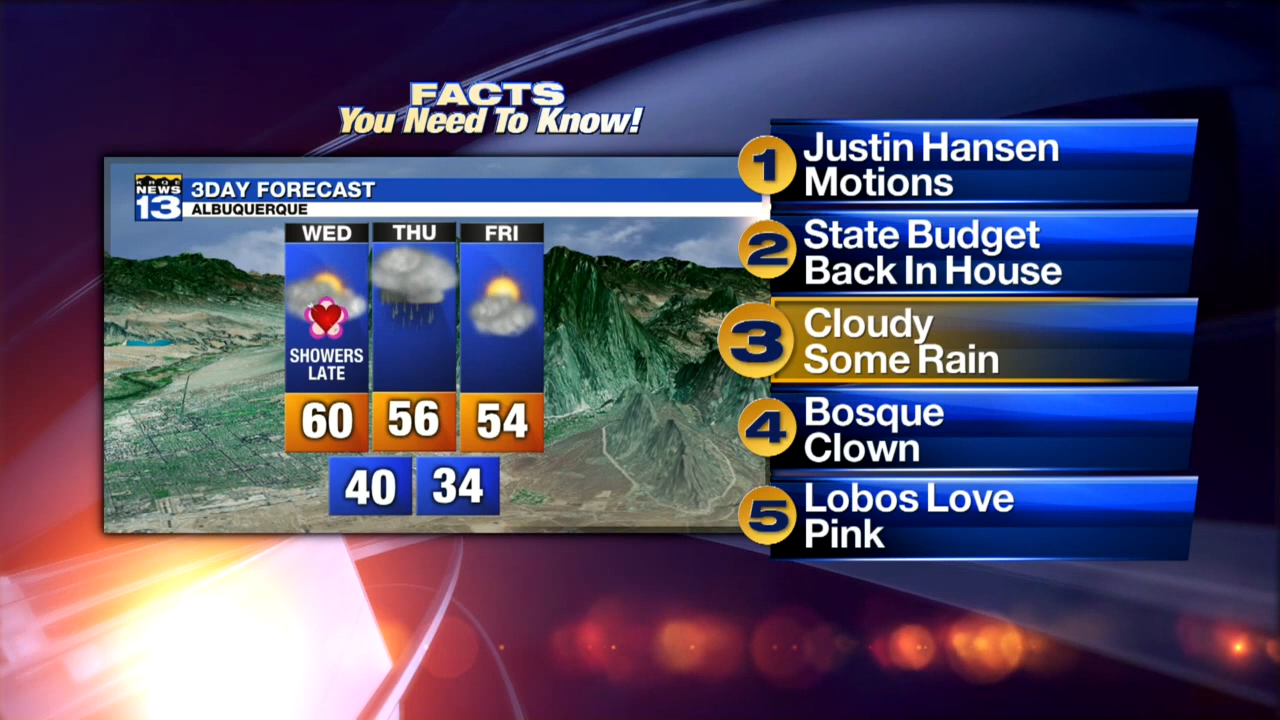 FACTS
You Need To Know!
KRQE
NEWS
13
3DAY FORECAST
ALBUQUERQUE
WED
THU
FRI
SHOWERS
LATE
60
56
54
40
34
1
Justin Hansen
Motions
2
State Budget
Back In House
3
Cloudy
Some Rain
4
Bosque
Clown
5
Lobos Love
Pink